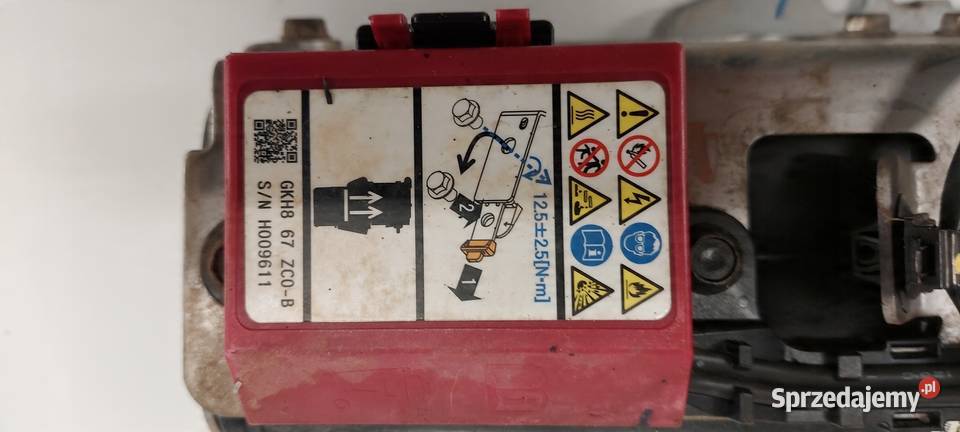 GKH8 67 ZC0-B
S/N H009611
2
1
12.5±2.5[N·m]
Sprzedajemy.pl